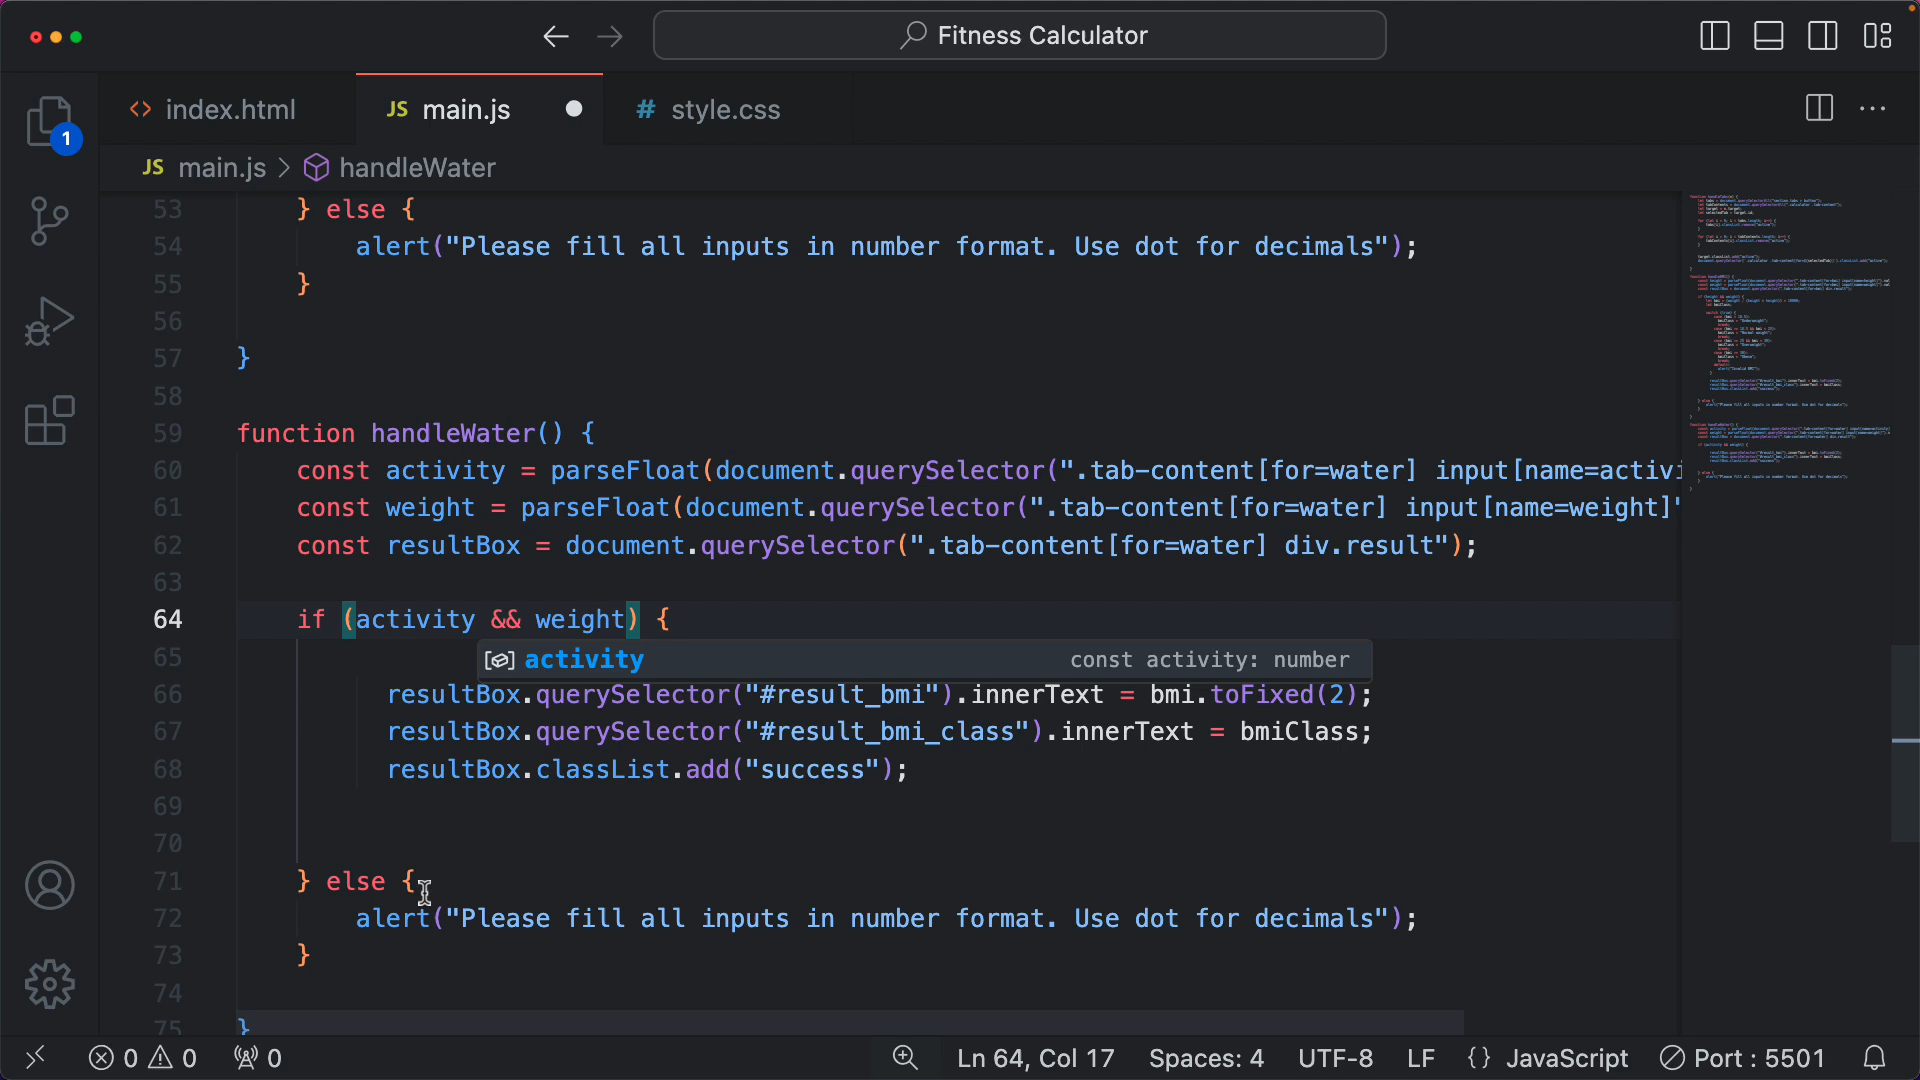 Fitness Calculator
index.html
JS main.js
# style.css
1
JS main.js > handleWater
53 } else {
54 alert("Please fill all inputs in number format. Use dot for decimals");
55 }
56
57 }
58
59 function handleWater() {
60 const activity = parseFloat(document.querySelector(".tab-content[for=water] input[name=activi
61 const weight = parseFloat(document.querySelector(".tab-content[for=water] input[name=weight]"
62 const resultBox = document.querySelector(".tab-content[for=water] div.result");
63
64 if (activity && weight) {
65 activity const activity: number
66 resultBox.querySelector("#result_bmi").innerText = bmi.toFixed(2);
67 resultBox.querySelector("#result_bmi_class").innerText = bmiClass;
68 resultBox.classList.add("success");
69
70
71 } else {
72 alert("Please fill all inputs in number format. Use dot for decimals");
73 }
74
75 }
0 0 0 Ln 64, Col 17 Spaces: 4 UTF-8 LF {} JavaScript Port : 5501